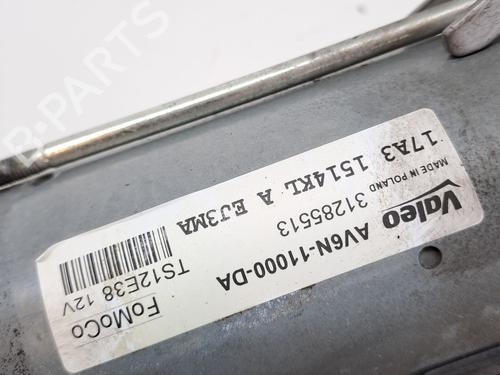 Valeo
MADE IN POLAND
AV6N-11000-DA
31285513
17A3 1514KL A EJ3MA
FoMoCo
TS12E38 12V
B-PARTS